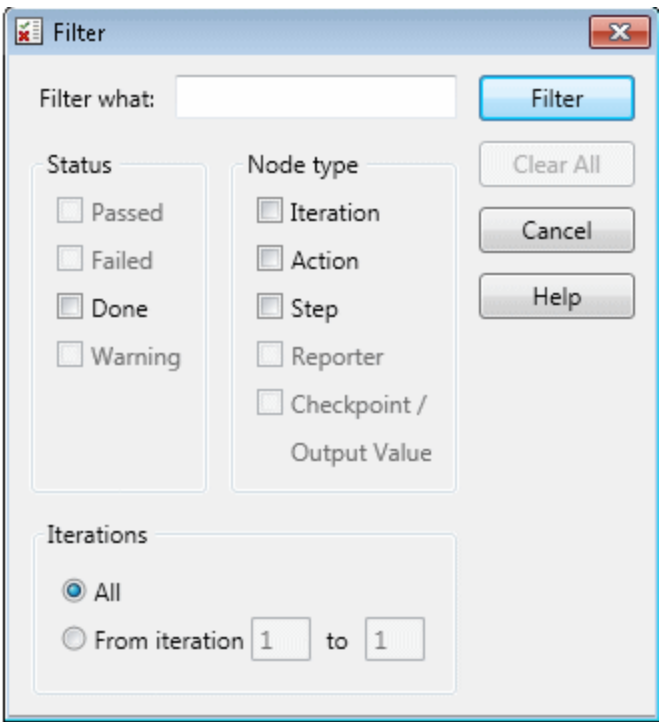 Filter
Filter what:
Filter
Clear All
Cancel
Help
Status
Passed
Failed
Done
Warning
Node type
Iteration
Action
Step
Reporter
Checkpoint /
Output Value
Iterations
All
From iteration 1 to 1